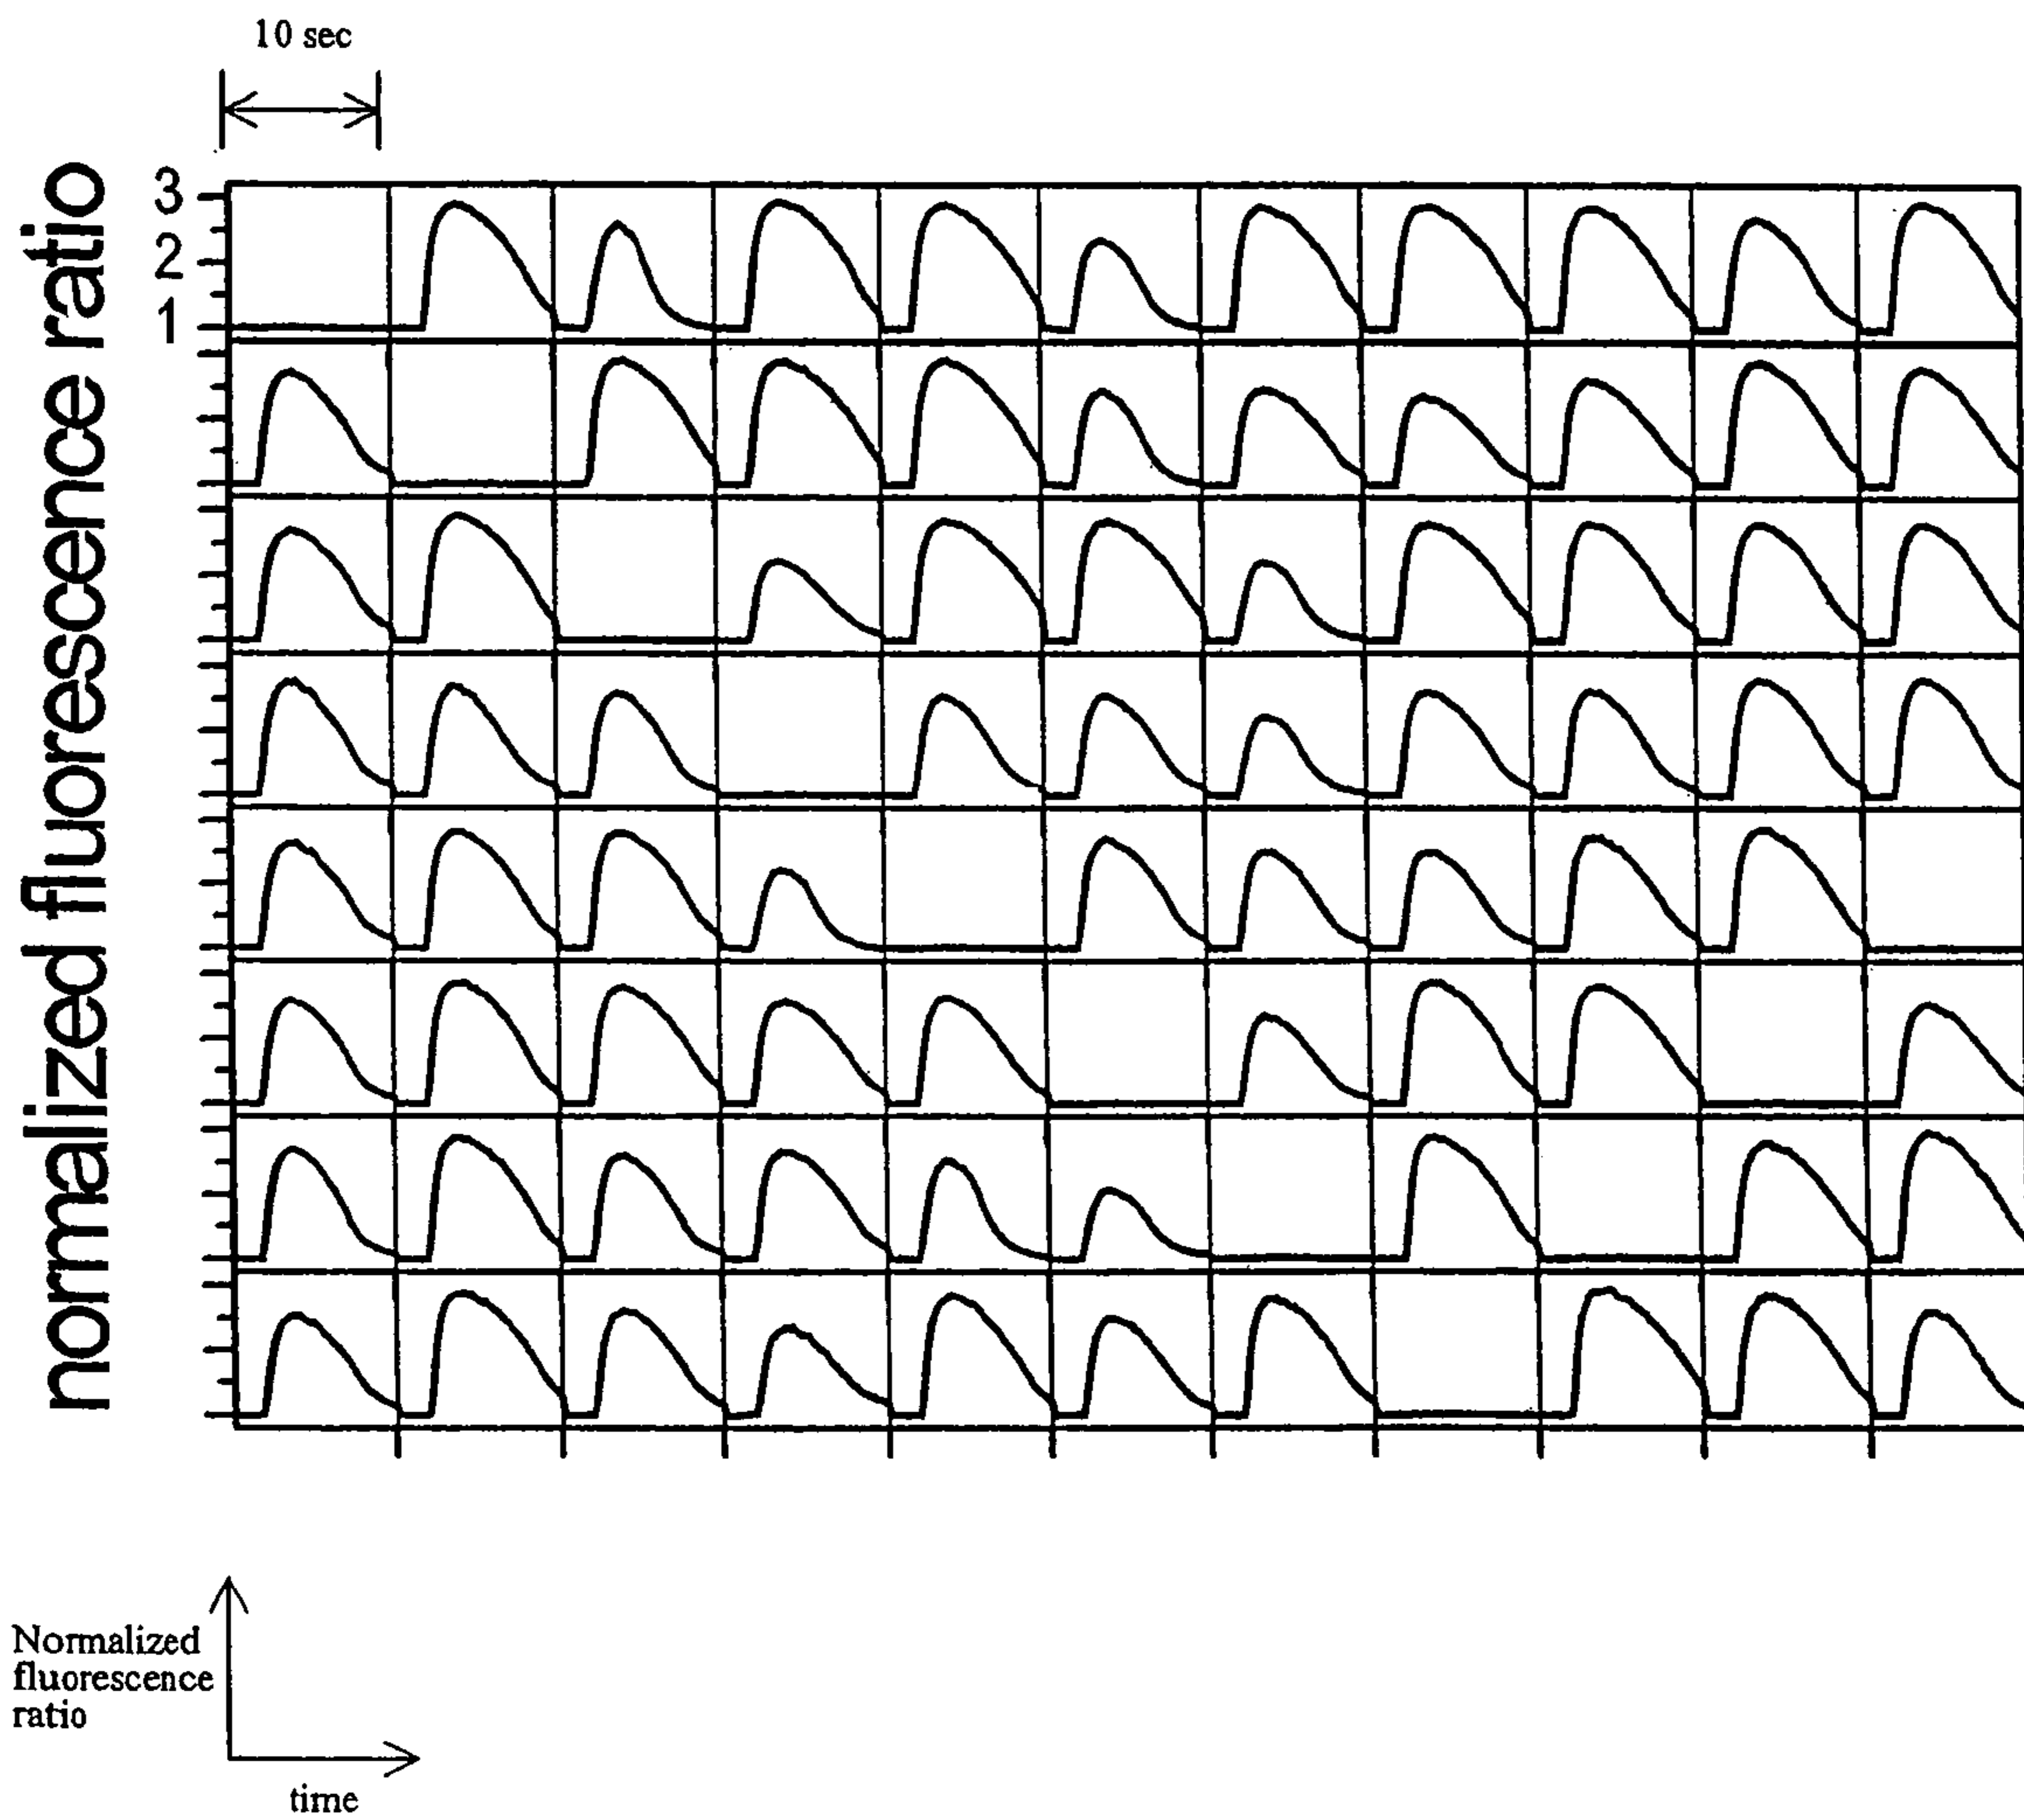 10 sec
normalized fluorescence ratio
3
2
1
Normalized
fluorescence
ratio
time